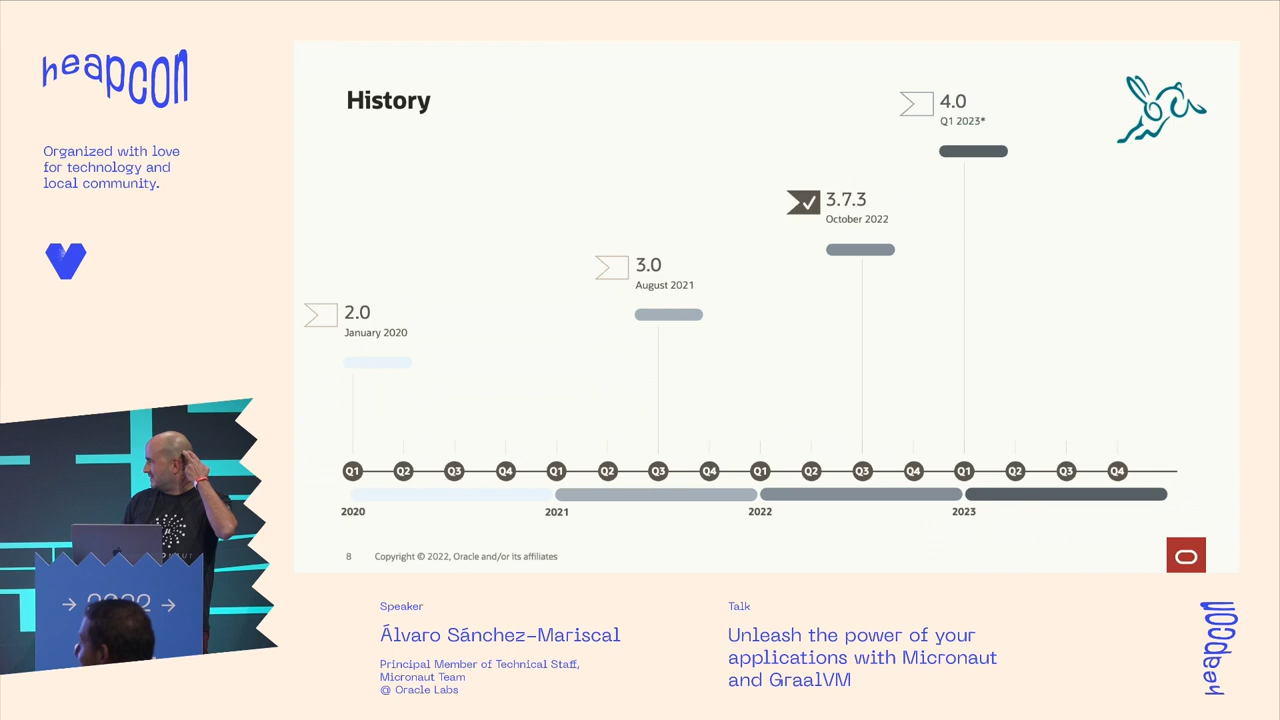 heapcon
Organized with love
for technology and
local community.
History
4.0
Q1 2023*
3.7.3
October 2022
3.0
August 2021
2.0
January 2020
Q1 Q2 Q3 Q4 Q1 Q2 Q3 Q4 Q1 Q2 Q3 Q4 Q1 Q2 Q3 Q4
2020 2021 2022 2023
8 Copyright © 2022, Oracle and/or its affiliates
→ 2022 →
Speaker
Álvaro Sánchez-Mariscal
Principal Member of Technical Staff,
Micronaut Team
@ Oracle Labs
Talk
Unleash the power of your
applications with Micronaut
and GraalVM
heapcon